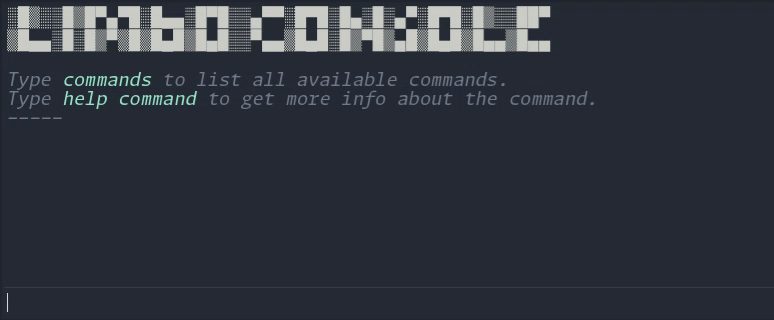 LIMBO CONSOLE
Type commands to list all available commands.
Type help command to get more info about the command.
-----